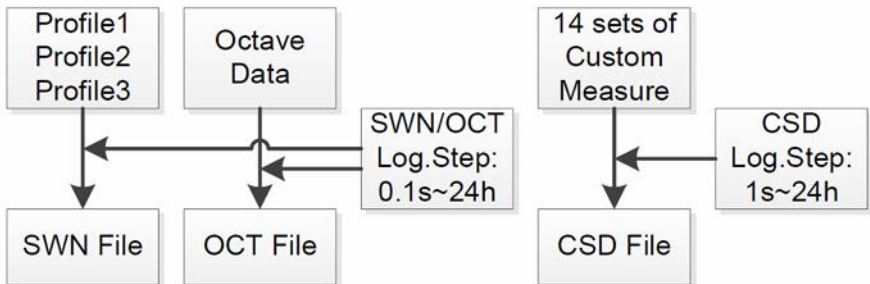 Profile1
Profile2
Profile3
Octave
Data
14 sets of
Custom
Measure
SWN/OCT
Log.Step:
0.1s~24h
CSD
Log.Step:
1s~24h
SWN File
OCT File
CSD File